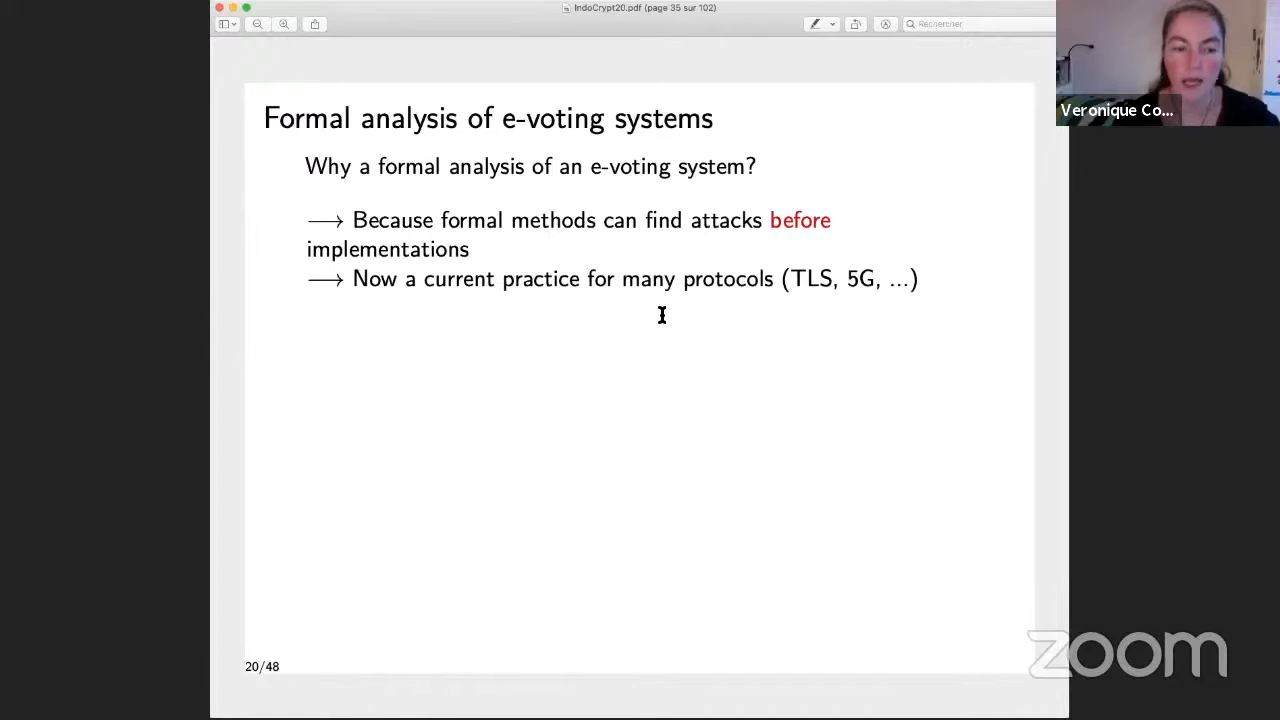 IndoCrypt20.pdf (page 35 sur 102)
Rechercher
Veronique Co...
Formal analysis of e-voting systems
Why a formal analysis of an e-voting system?
⟶ Because formal methods can find attacks before
implementations
⟶ Now a current practice for many protocols (TLS, 5G, ...)
20/48
zoom